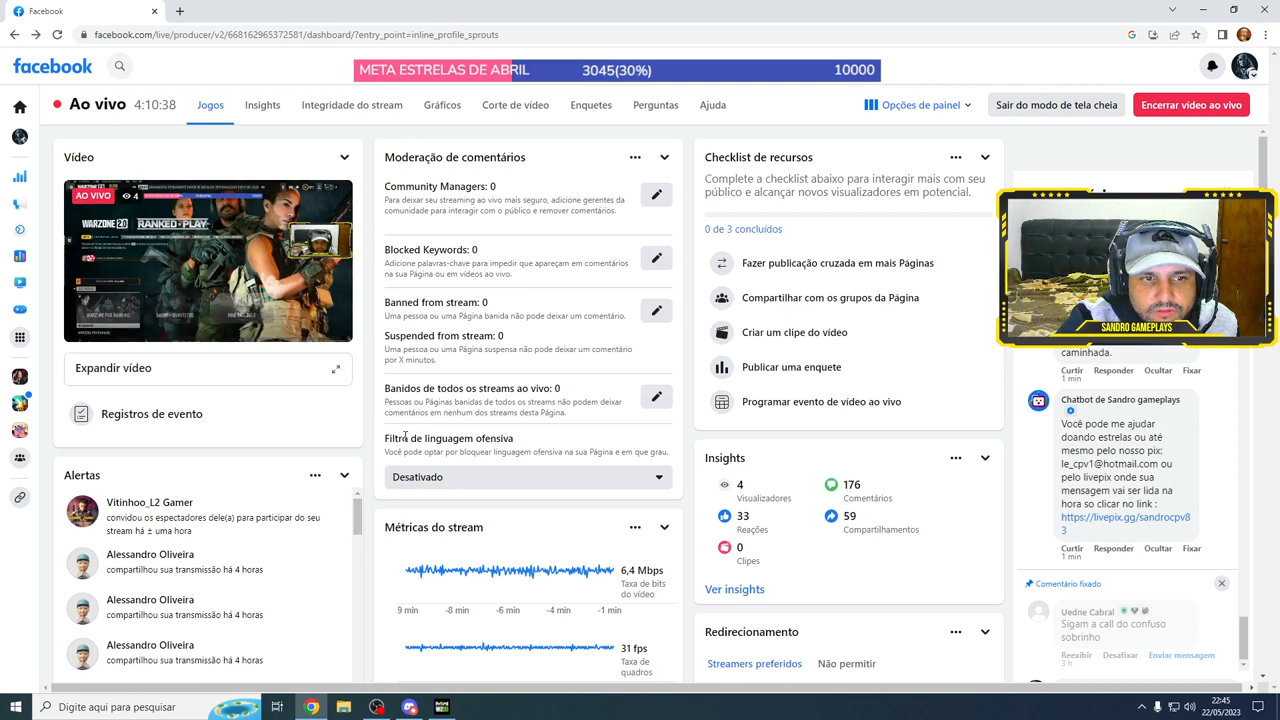 Facebook
facebook.com/live/producer/v2/668162965372581/dashboard/?entry_point=inline_profile_sprouts
facebook
META ESTRELAS DE ABRIL
3045(30%)
10000
Ao vivo
4:10:38
Jogos
Insights
Integridade do stream
Gráficos
Corte de vídeo
Enquetes
Perguntas
Ajuda
Opções de painel
Sair do modo de tela cheia
Encerrar vídeo ao vivo
Vídeo
AO VIVO
4
WARZONE 2.0
RANKED PLAY
Expandir vídeo
Registros de evento
Alertas
Vitinhoo_L2 Gamer
convidou os espectadores dele(a) para participar do seu
stream há ± uma hora
Alessandro Oliveira
compartilhou sua transmissão há 4 horas
Alessandro Oliveira
compartilhou sua transmissão há 4 horas
Alessandro Oliveira
compartilhou sua transmissão há 4 horas
Moderação de comentários
Community Managers: 0
Para deixar seu streaming ao vivo mais seguro, adicione gerentes da
comunidade para interagir com o público e remover comentários.
Blocked Keywords: 0
Adicione palavras-chave para impedir que apareçam em comentários
na sua Página ou em vídeos ao vivo.
Banned from stream: 0
Uma pessoa ou uma Página banida não pode deixar um comentário.
Suspended from stream: 0
Uma pessoa ou uma Página suspensa não pode deixar um comentário
por X minutos.
Banidos de todos os streams ao vivo: 0
Pessoas ou Páginas banidas de todos os streams não podem deixar
comentários em nenhum dos streams desta Página.
Filtro de linguagem ofensiva
Você pode optar por bloquear linguagem ofensiva na sua Página e em que grau.
Desativado
Métricas do stream
6,4 Mbps
Taxa de bits
do vídeo
9 min
-8 min
-6 min
-4 min
-1 min
31 fps
Taxa de
quadros
Checklist de recursos
Complete a checklist abaixo para interagir mais com seu
público e alcançar novos visualizadores em potencial.
0 de 3 concluídos
Fazer publicação cruzada em mais Páginas
Compartilhar com os grupos da Página
Criar um clipe do vídeo
Publicar uma enquete
Programar evento de vídeo ao vivo
Insights
4
Visualizadores
176
Comentários
33
Reações
59
Compartilhamentos
0
Clipes
Ver insights
Redirecionamento
Streamers preferidos
Não permitir
SANDRO GAMEPLAYS
caminhada.
Curtir Responder Ocultar Fixar
1 min
Chatbot de Sandro gameplays
Você pode me ajudar
doando estrelas ou até
mesmo pelo nosso pix:
le_cpv1@hotmail.com ou
pelo livepix onde sua
mensagem vai ser lida na
hora so clicar no link :
https://livepix.gg/sandrocpv8
3
Curtir Responder Ocultar Fixar
1 min
Comentário fixado
Uedne Cabral
Sigam a call do confuso
sobrinho
Reexibir Desafixar Enviar mensagem
3 h
Digite aqui para pesquisar
22:45
22/05/2023